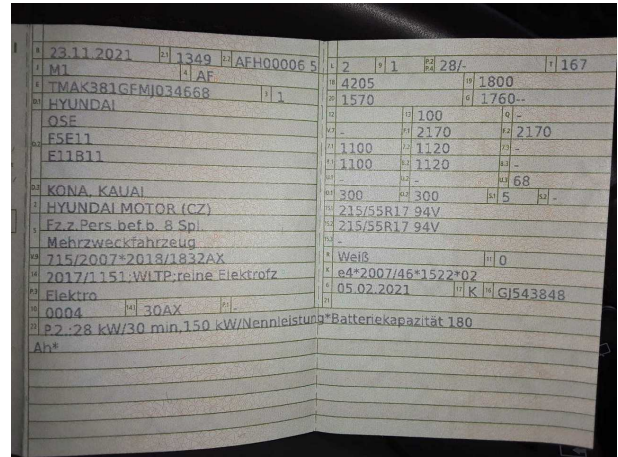 B 23.11.2021 2.1 1349 2.2 AFH00006 5
J M1 4 AF
E TMAK381GFMJ034668 3 1
D.1 HYUNDAI
OSE
D.2 F5E11
E11B11
D.3 KONA, KAUAI
2 HYUNDAI MOTOR (CZ)
5 Fz.z.Pers.bef.b. 8 Spl.
Mehrzweckfahrzeug
V.9 715/2007*2018/1832AX
14 2017/1151;WLTP;reine Elektrofz
P.3 Elektro
10 0004 14.1 30AX P.1 -
L 2 9 1 P.2 P.4 28/- T 167
18 4205 19 1800
20 1570 G 1760--
12 - 13 100 Q -
V.7 - F.1 2170 F.2 2170
7.1 1100 7.2 1120 7.3 -
8.1 1100 8.2 1120 8.3 -
U.1 - U.2 - U.3 68
O.1 300 O.2 300 S.1 5 S.2 -
15.1 215/55R17 94V
15.2 215/55R17 94V
15.3 -
R Weiß 11 0
K e4*2007/46*1522*02
6 05.02.2021 17 K 16 GJ543848
21
22 P.2.:28 kW/30 min,150 kW/Nennleistung*Batteriekapazität 180
Ah*